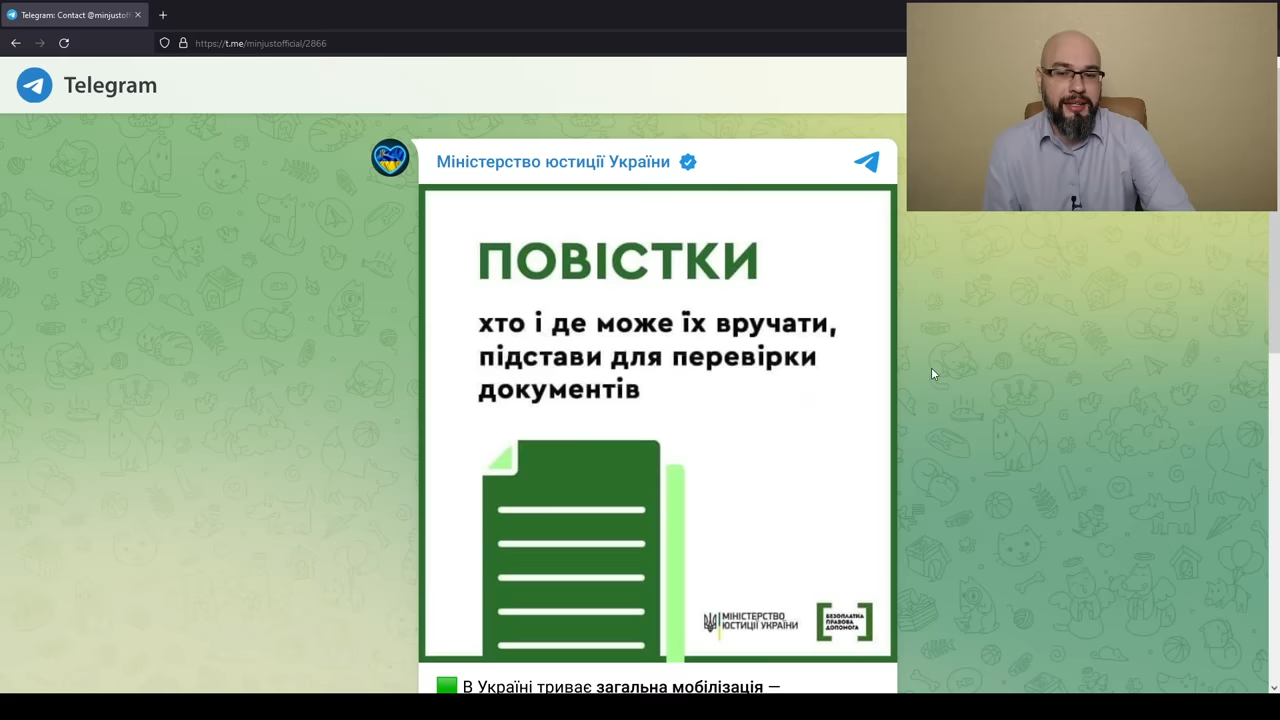 Telegram: Contact @minjustof
https://t.me/minjustofficial/2866
Telegram
Міністерство юстиції України
ПОВІСТКИ
хто і де може їх вручати,
підстави для перевірки
документів
МІНІСТЕРСТВО
ЮСТИЦІЇ УКРАЇНИ
БЕЗОПЛАТНА
ПРАВОВА
ДОПОМОГА
В Україні триває загальна мобілізація —